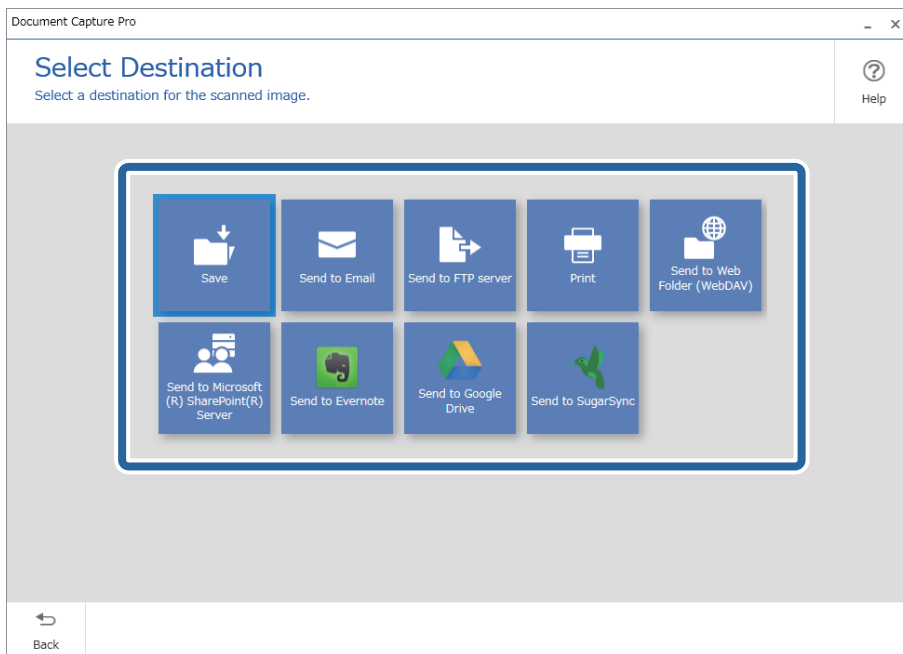 Document Capture Pro
Select Destination
Select a destination for the scanned image.
Help
Save
Send to Email
Send to FTP server
Print
Send to Web
Folder (WebDAV)
Send to Microsoft
(R) SharePoint(R)
Server
Send to Evernote
Send to Google
Drive
Send to SugarSync
Back